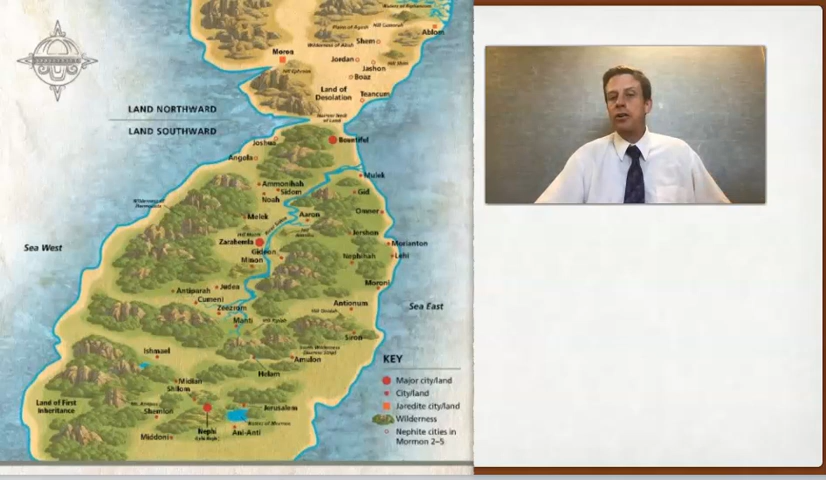 Ablom
Shem
Moron
Jordan
Jashon
Boaz
Land of
Desolation
Teancum
LAND NORTHWARD
LAND SOUTHWARD
Joshua
Bountiful
Angola
Mulek
Ammonihah
Sidom
Gid
Noah
Melek
Aaron
Omner
Jershon
Zarahemla
Morianton
Sea West
Gideon
Nephihah
Lehi
Minon
Moroni
Antiparah
Judea
Cumeni
Antionum
Sea East
Zeezrom
Manti
Siron
Ishmael
Amulon
KEY
Helam
Midian
Major city/land
Shilom
City/land
Land of First
Inheritance
Shemlon
Jerusalem
Jaredite city/land
Wilderness
Nephi
Middoni
Ani-Anti
Nephite cities in
Mormon 2–5